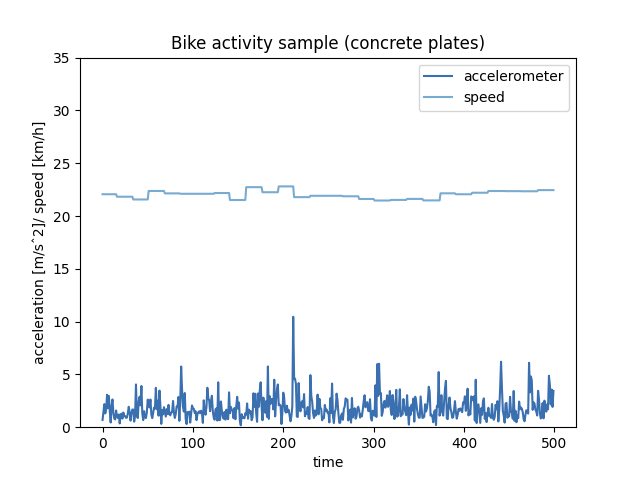 Bike activity sample (concrete plates)
accelerometer
speed
acceleration [m/s^2]/ speed [km/h]
35
30
25
20
15
10
5
0
0 100 200 300 400 500
time